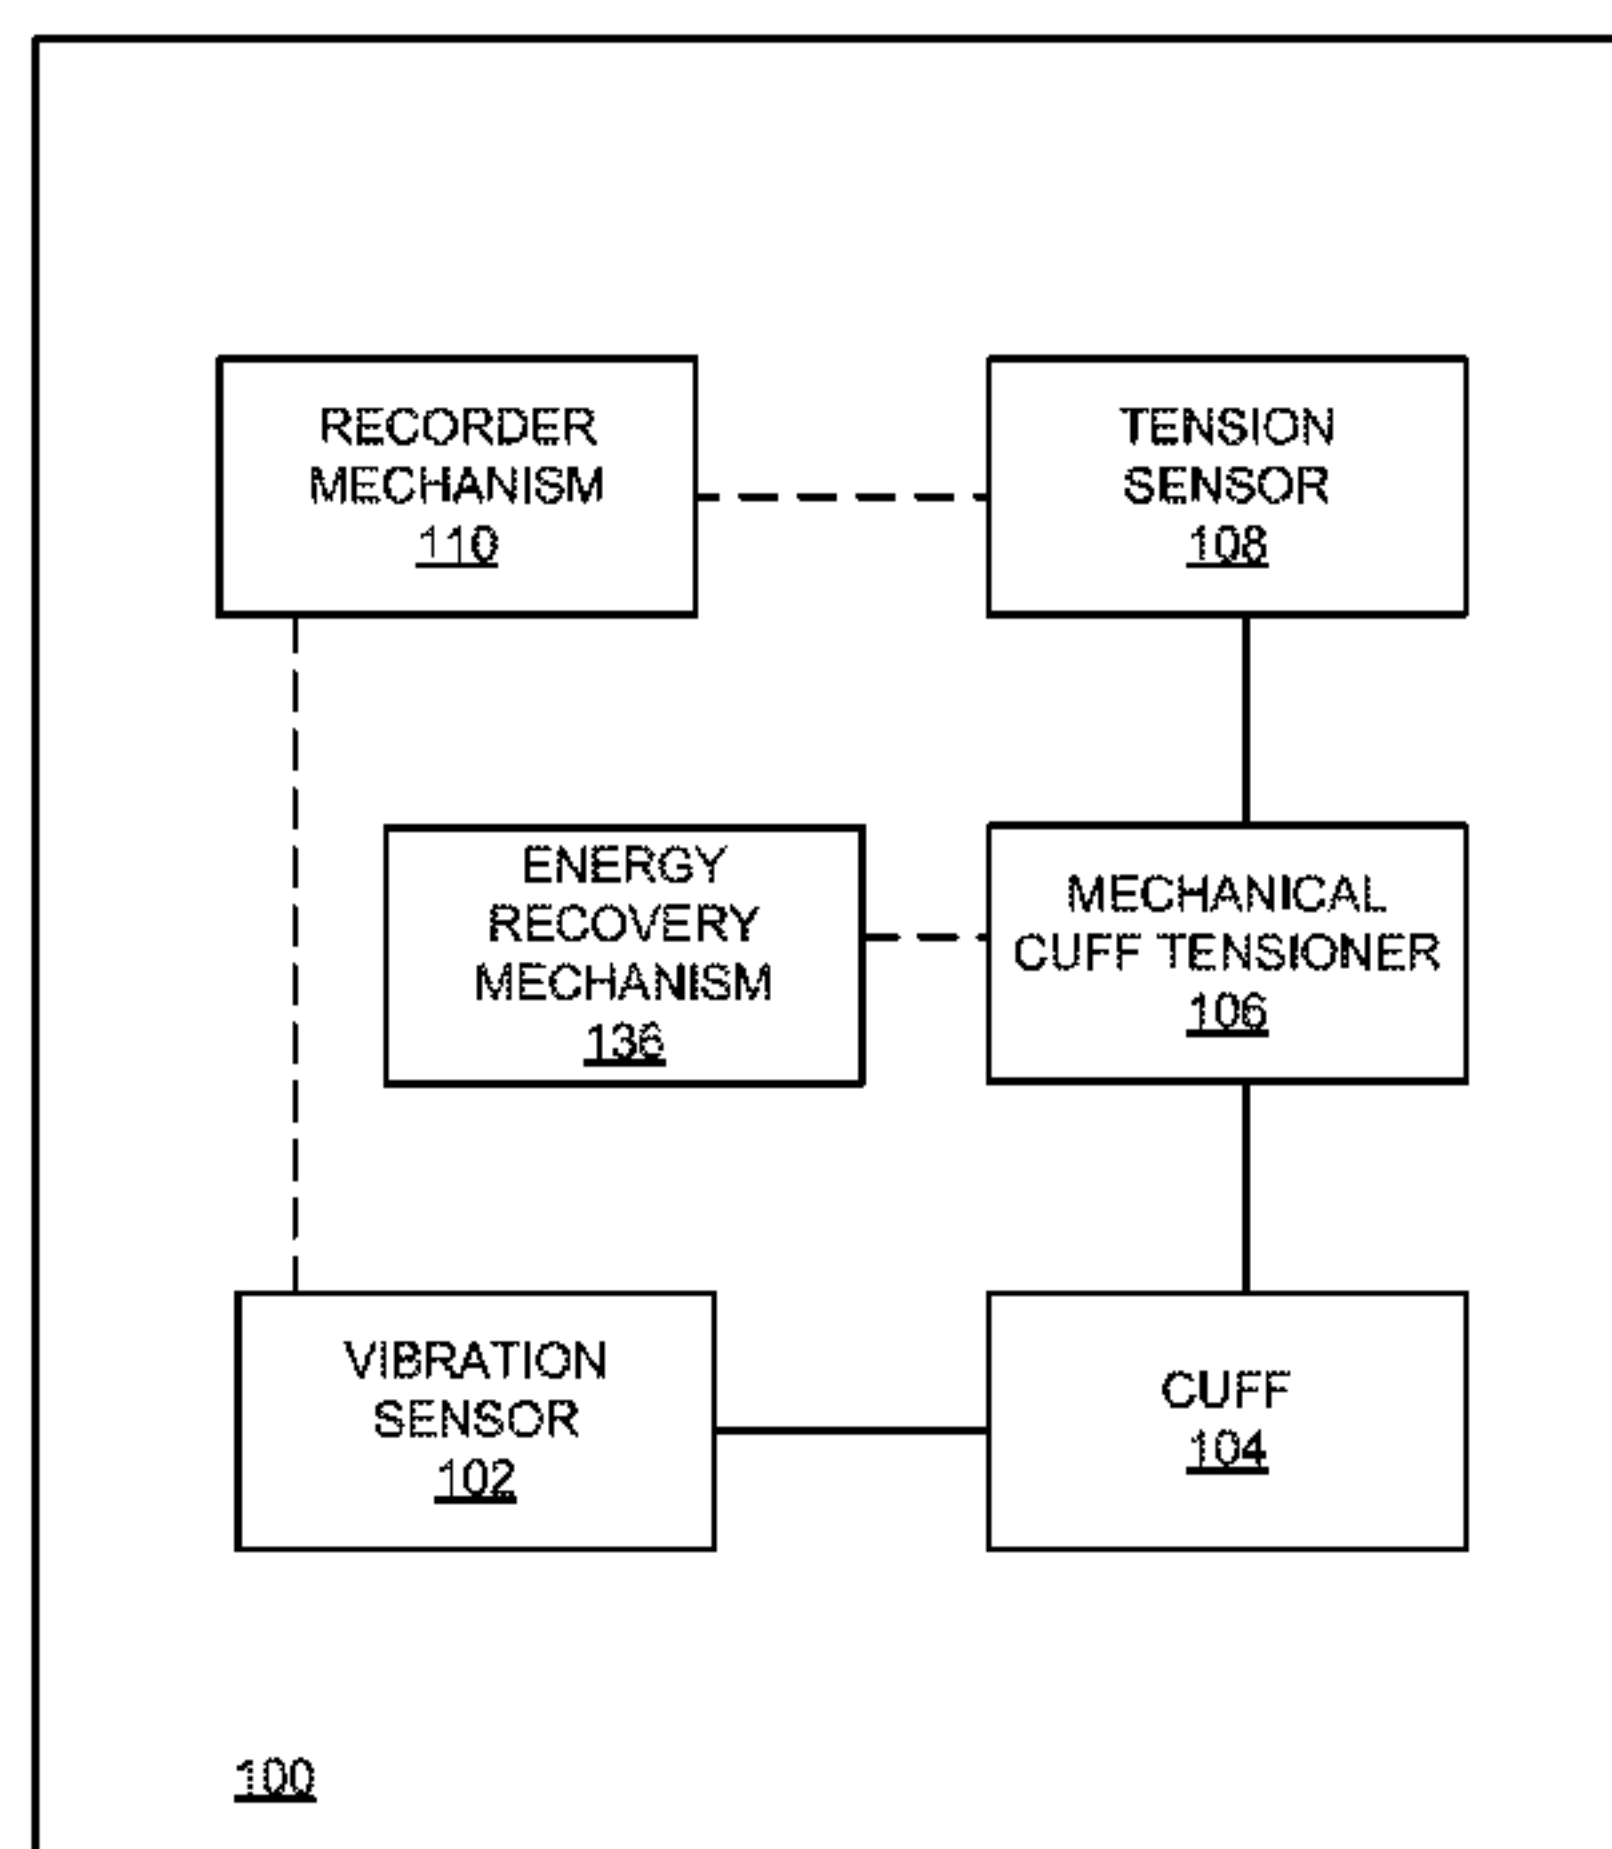 RECORDER
MECHANISM
110
TENSION
SENSOR
108
ENERGY
RECOVERY
MECHANISM
136
MECHANICAL
CUFF TENSIONER
106
VIBRATION
SENSOR
102
CUFF
104
100